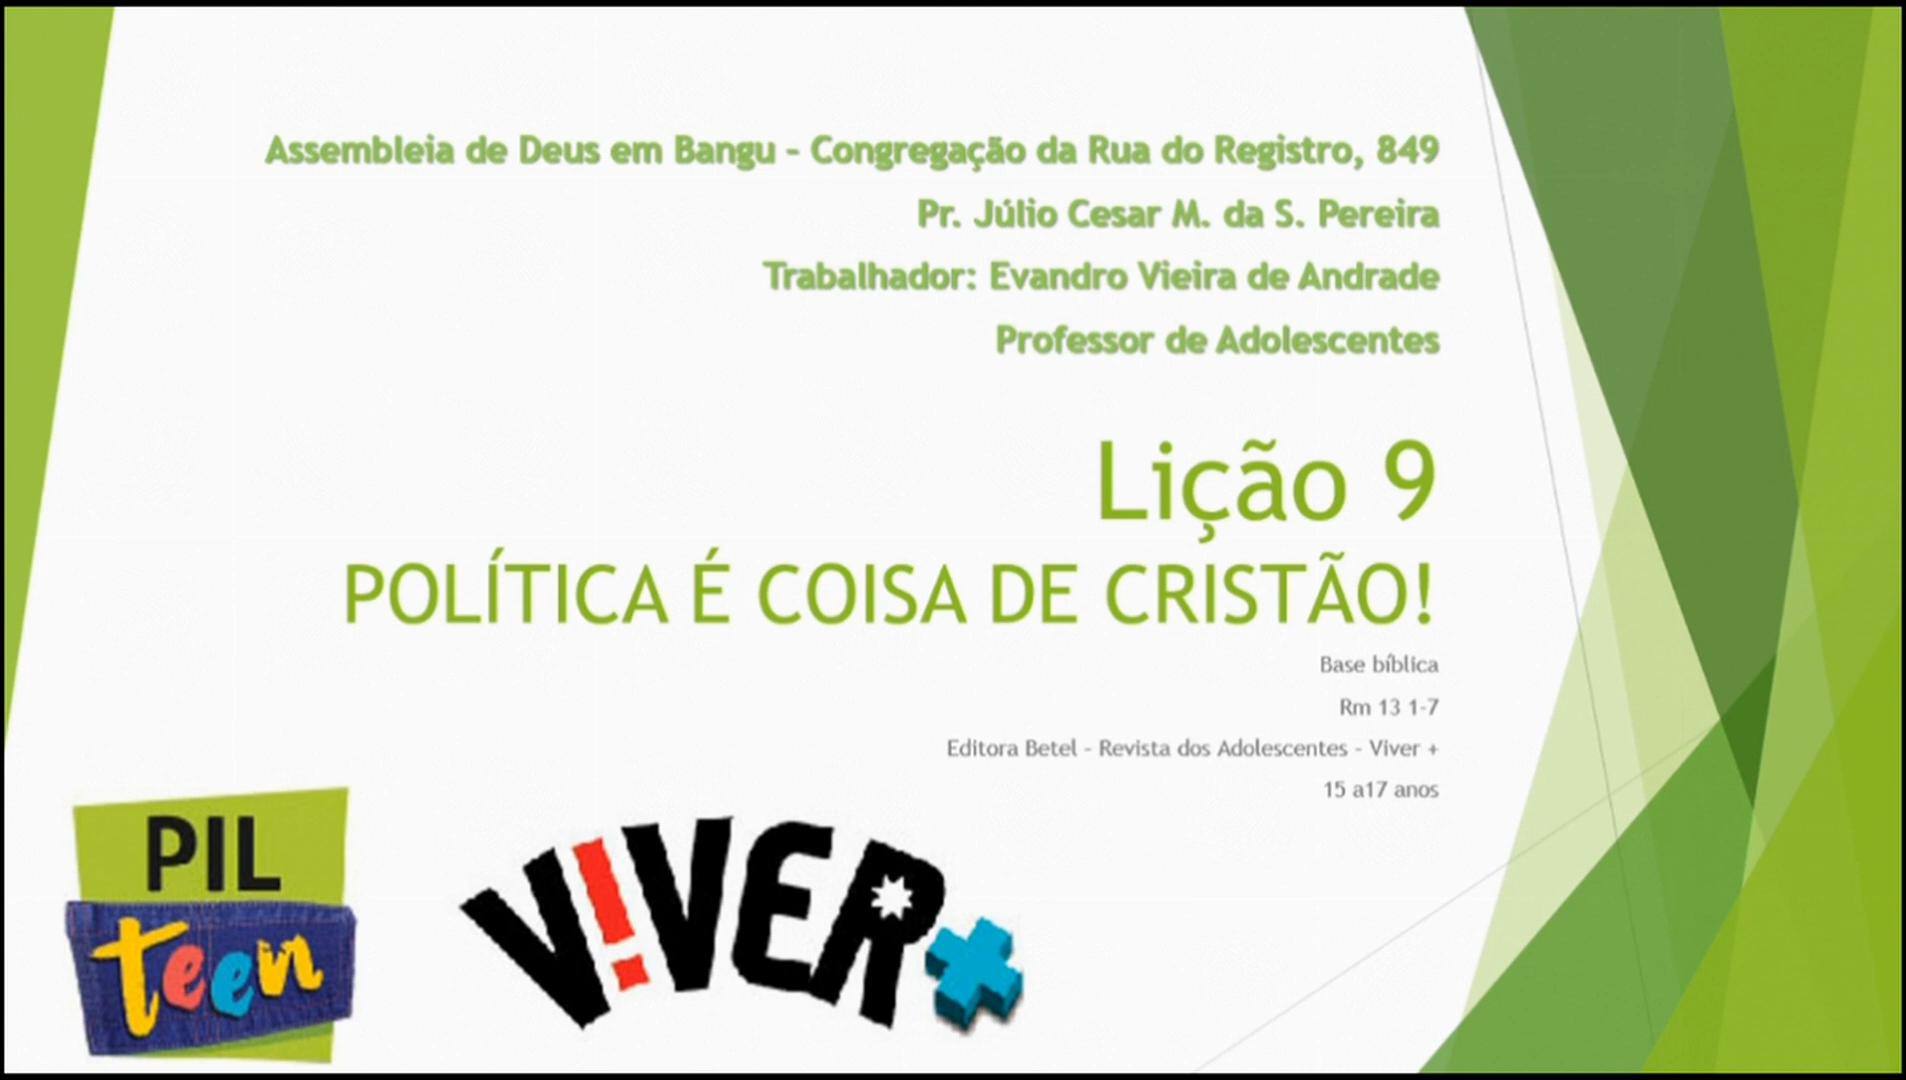 Assembleia de Deus em Bangu – Congregação da Rua do Registro, 849
Pr. Júlio Cesar M. da S. Pereira
Trabalhador: Evandro Vieira de Andrade
Professor de Adolescentes
Lição 9
POLÍTICA É COISA DE CRISTÃO!
Base bíblica
Rm 13 1-7
Editora Betel - Revista dos Adolescentes - Viver +
15 a17 anos
PIL
teen
V!VER+